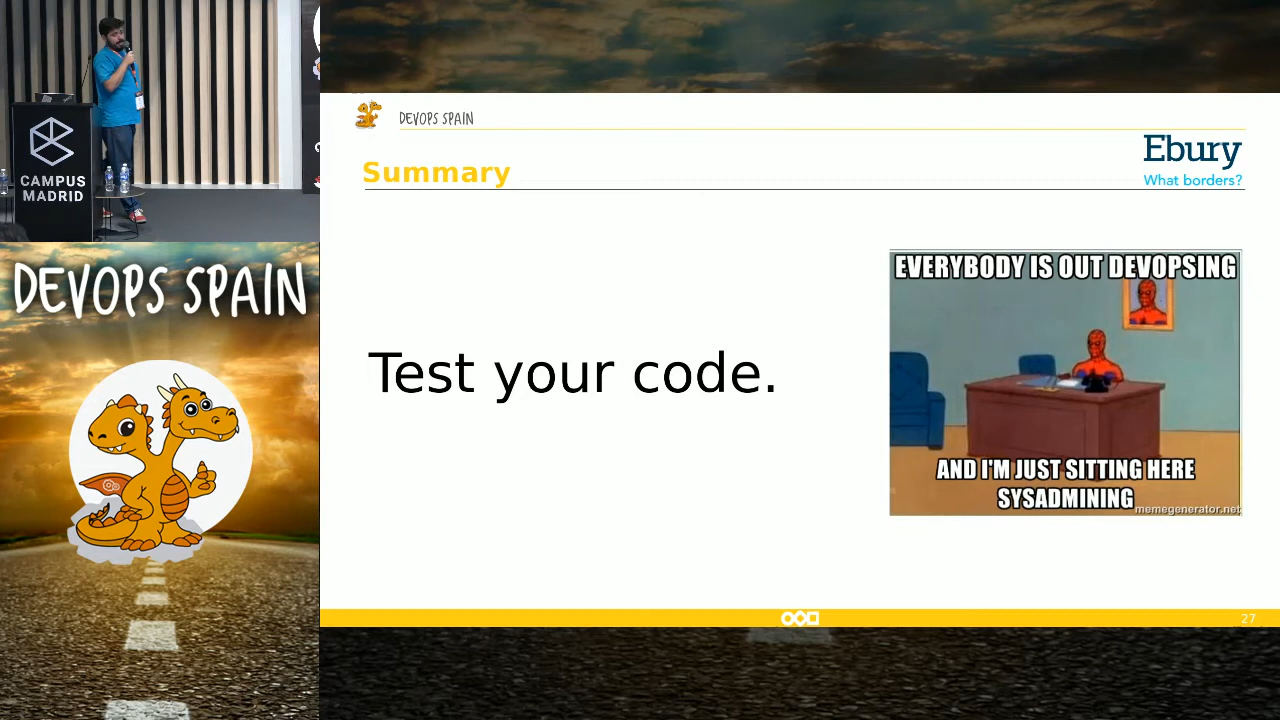 CAMPUS
MADRID
DEVOPS SPAIN
DEVOPS SPAIN
Summary
Ebury
What borders?
Test your code.
EVERYBODY IS OUT DEVOPSING
AND I'M JUST SITTING HERE
SYSADMINING
memegenerator.net
27